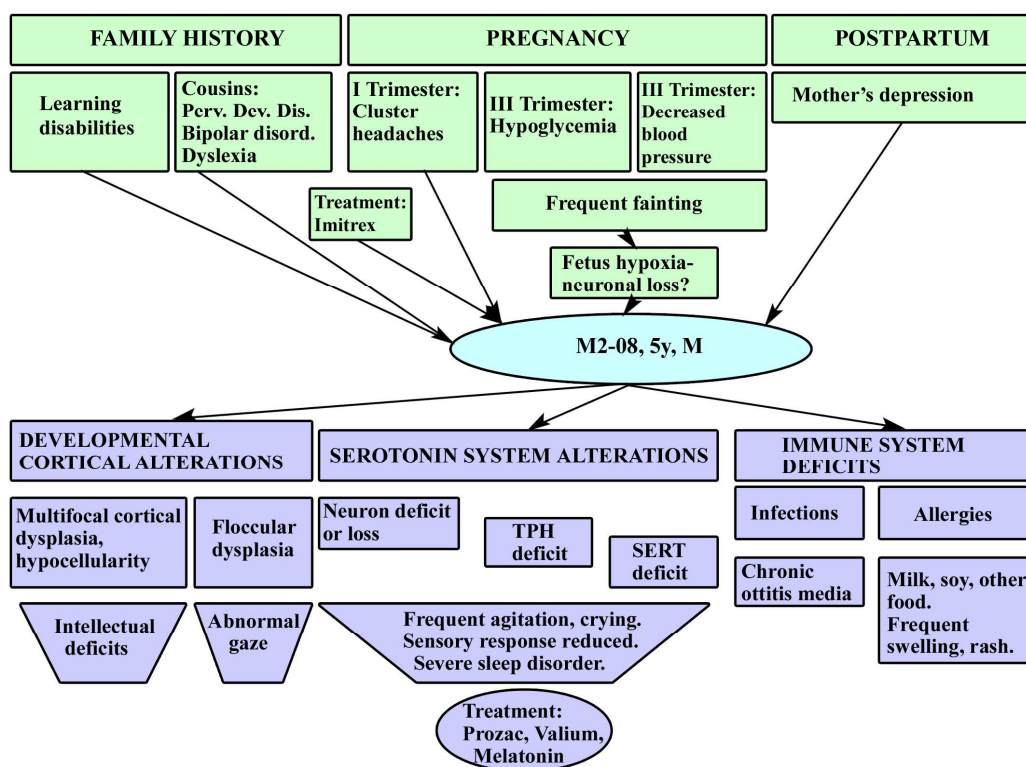 FAMILY HISTORY
PREGNANCY
POSTPARTUM
Learning
disabilities
Cousins:
Perv. Dev. Dis.
Bipolar disord.
Dyslexia
I Trimester:
Cluster
headaches
III Trimester:
Hypoglycemia
III Trimester:
Decreased
blood
pressure
Mother's depression
Treatment:
Imitrex
Frequent fainting
Fetus hypoxia-
ncuronal loss?
M2-08, 5y, M
DEVELOPMENTAL
CORTICAL ALTERATIONS
SEROTONIN SYSTEM ALTERATIONS
IMMUNE SYSTEM
DEFICITS
Multifocal cortical
dysplasia,
hypocellularity
Floccular
dysplasia
Neuron deficit
or loss
TPH
deficit
SERT
deficit
Infections
Allergies
Chronic
ottitis media
Milk, soy, other
food.
Frequent
swelling, rash.
Intellectual
deficits
Abnormal
gaze
Frequent agitation, crying.
Sensory response reduced.
Severe sleep disorder.
Treatment:
Prozac, Valium,
Melatonin